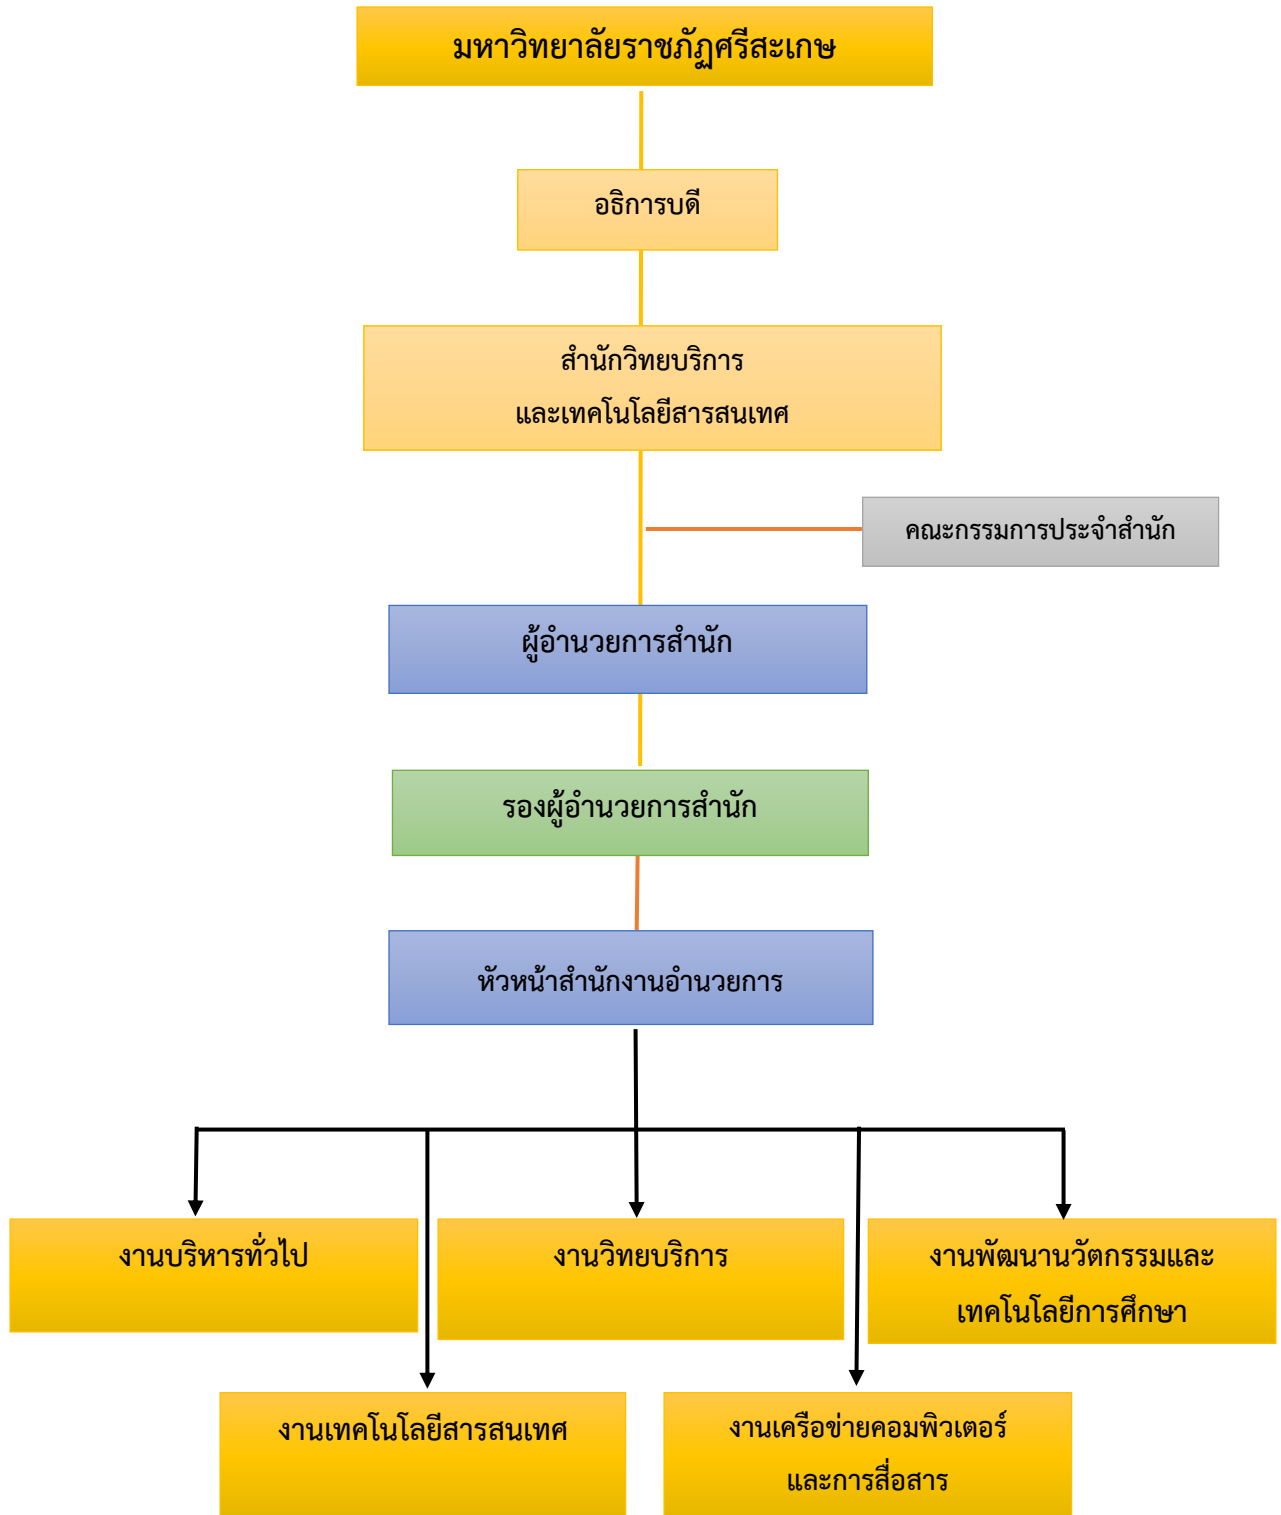 มหาวิทยาลัยราชภัฏศรีสะเกษ
อธิการบดี
สำนักวิทยบริการ
และเทคโนโลยีสารสนเทศ
คณะกรรมการประจำสำนัก
ผู้อำนวยการสำนัก
รองผู้อำนวยการสำนัก
หัวหน้าสำนักงานอำนวยการ
งานบริหารทั่วไป
งานวิทยบริการ
งานพัฒนานวัตกรรมและ
เทคโนโลยีการศึกษา
งานเทคโนโลยีสารสนเทศ
งานเครือข่ายคอมพิวเตอร์
และการสื่อสาร